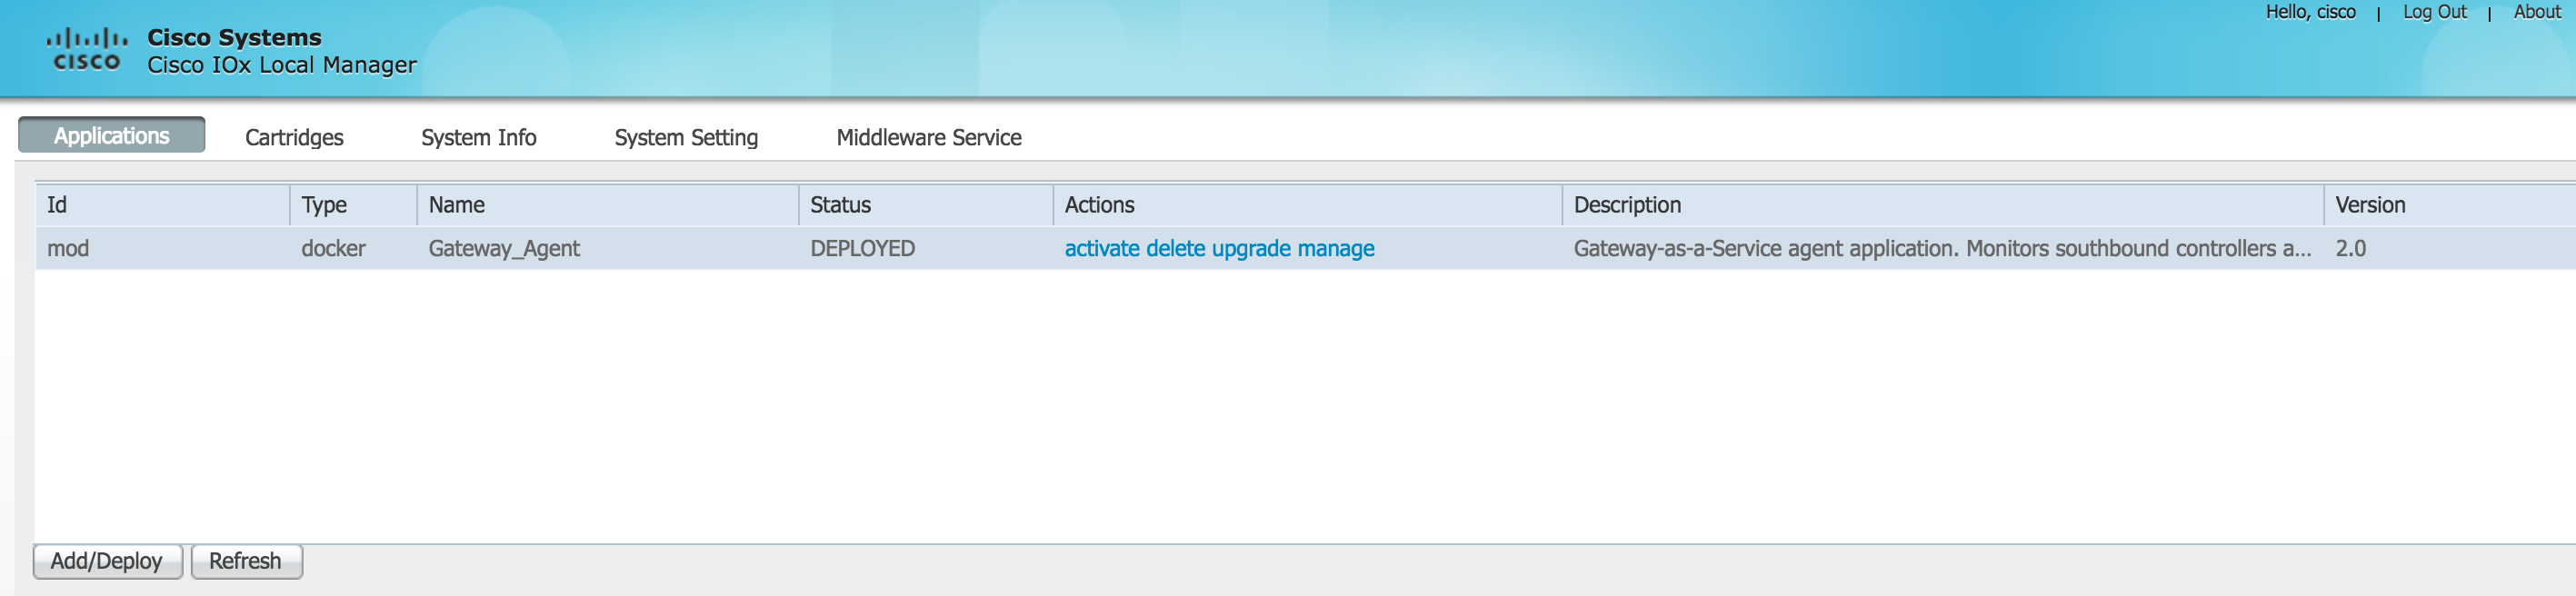 Hello, cisco | Log Out | About
CISCO
Cisco Systems
Cisco IOx Local Manager
Applications Cartridges System Info System Setting Middleware Service
Id Type Name Status Actions Description Version
mod docker Gateway_Agent DEPLOYED activate delete upgrade manage Gateway-as-a-Service agent application. Monitors southbound controllers a... 2.0
Add/Deploy Refresh